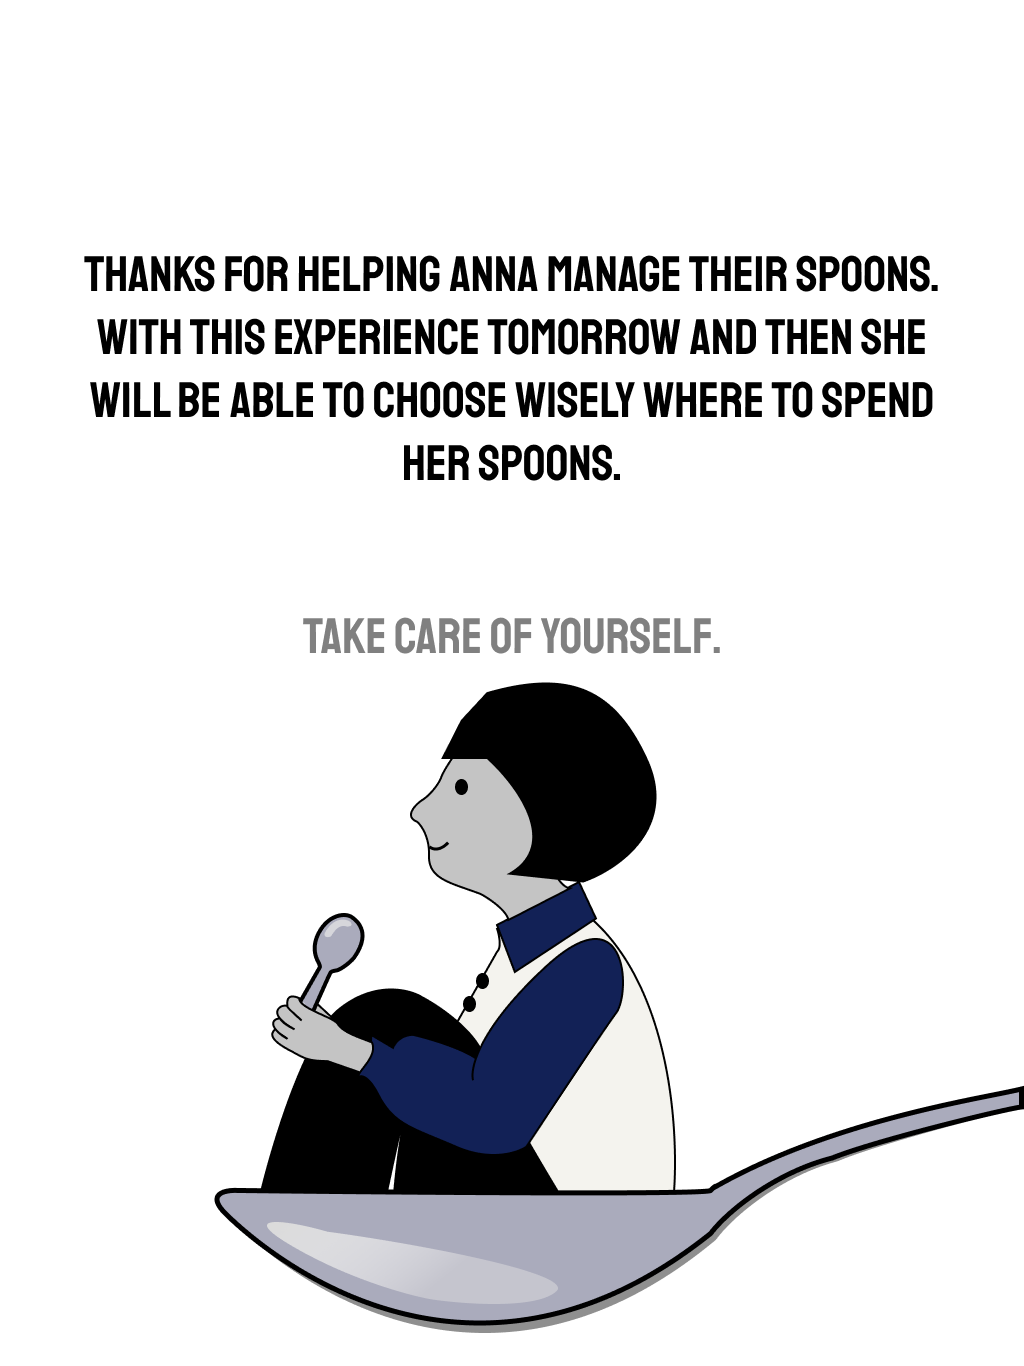 THANKS FOR HELPING ANNA MANAGE THEIR SPOONS.
WITH THIS EXPERIENCE TOMORROW AND THEN SHE
WILL BE ABLE TO CHOOSE WISELY WHERE TO SPEND
HER SPOONS.
TAKE CARE OF YOURSELF.